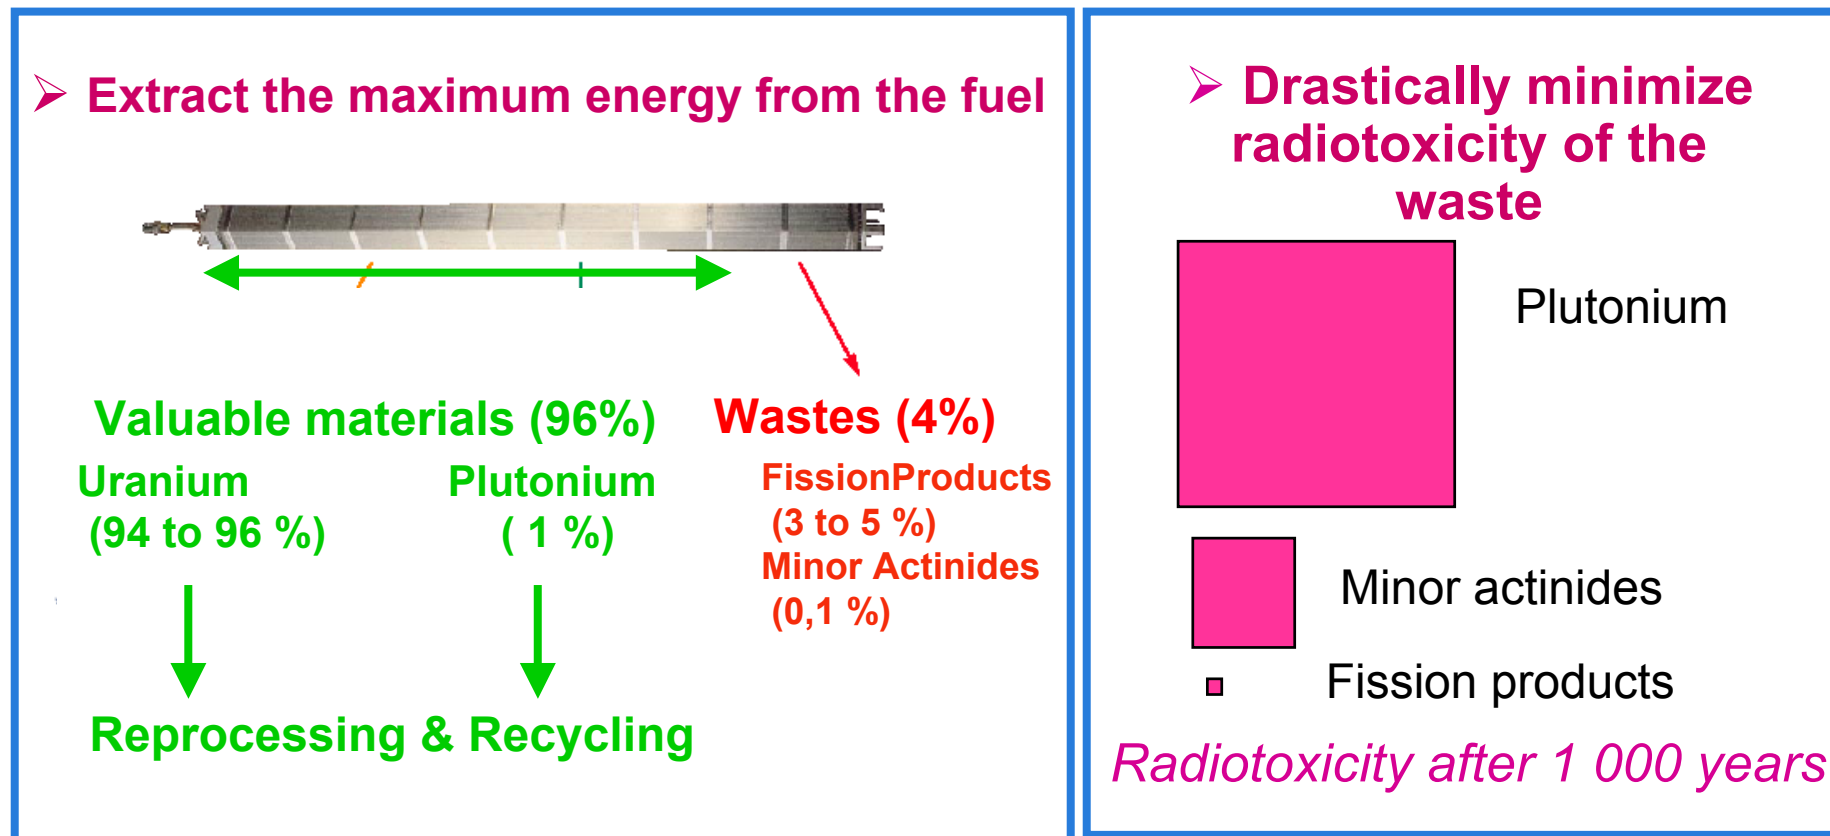 ➢ Extract the maximum energy from the fuel
Valuable materials (96%)
Wastes (4%)
Uranium
(94 to 96 %)
Plutonium
( 1 %)
FissionProducts
(3 to 5 %)
Minor Actinides
(0,1 %)
Reprocessing & Recycling
➢ Drastically minimize
radiotoxicity of the
waste
Plutonium
Minor actinides
Fission products
Radiotoxicity after 1 000 years